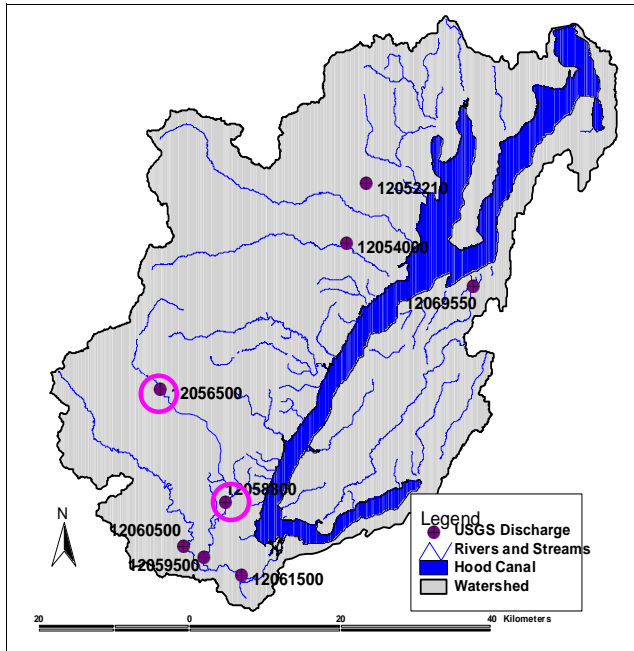 12052210
12054000
12069550
12056500
12058800
12060500
12059500
12061500
N
Legend
USGS Discharge
Rivers and Streams
Hood Canal
Watershed
20 0 20 40 Kilometers